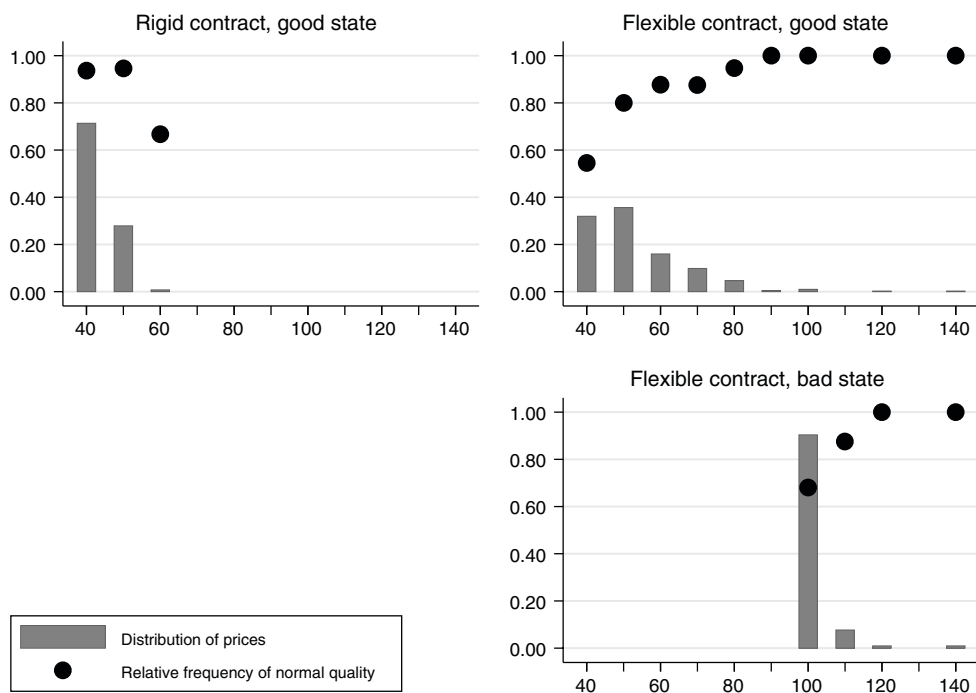 Rigid contract, good state
1.00
0.80
0.60
0.40
0.20
0.00
40 60 80 100 120 140
Flexible contract, good state
1.00
0.80
0.60
0.40
0.20
0.00
40 60 80 100 120 140
Flexible contract, bad state
1.00
0.80
0.60
0.40
0.20
0.00
40 60 80 100 120 140
Distribution of prices
Relative frequency of normal quality